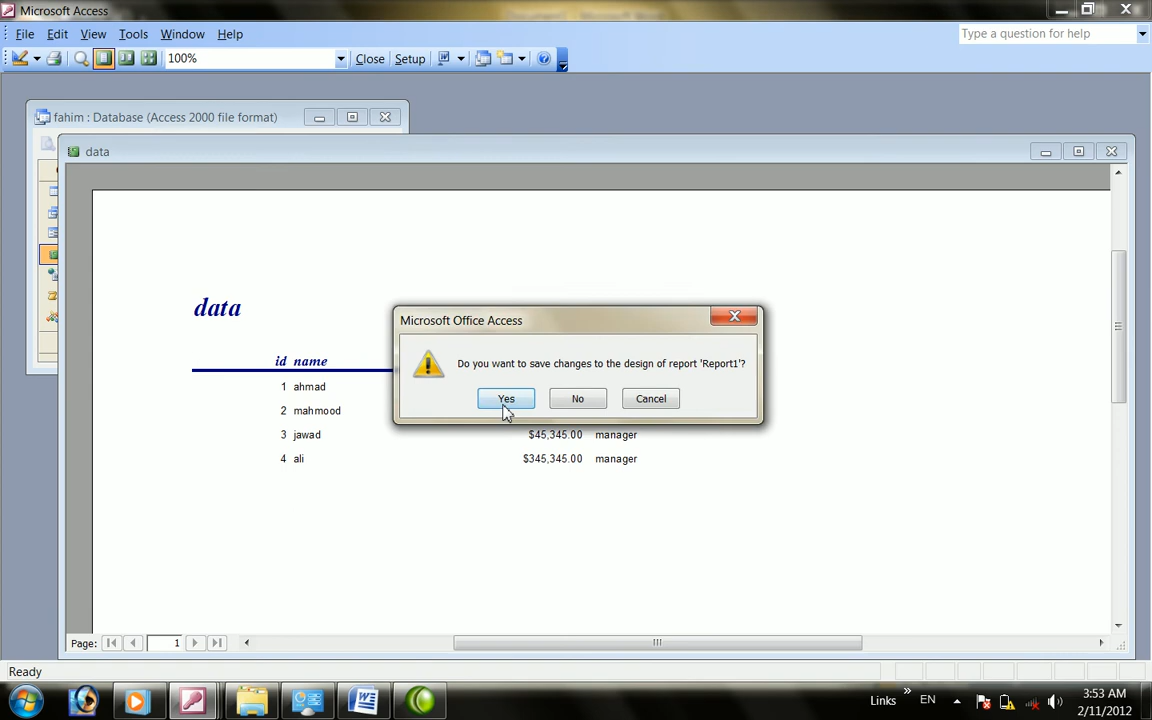 Microsoft Access
File Edit View Tools Window Help
Type a question for help
100%
Close Setup
fahim : Database (Access 2000 file format)
data
data
id name
1 ahmad
2 mahmood
3 jawad $45,345.00 manager
4 ali $345,345.00 manager
Microsoft Office Access
Do you want to save changes to the design of report 'Report1'?
Yes No Cancel
Page: 1
Ready
Links » EN 3:53 AM
2/11/2012